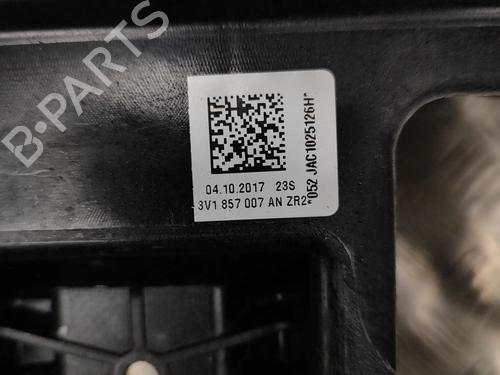 04.10.2017 23S
3V1 857 007 AN ZR2
*052 JAC1025126H*
B-PARTS